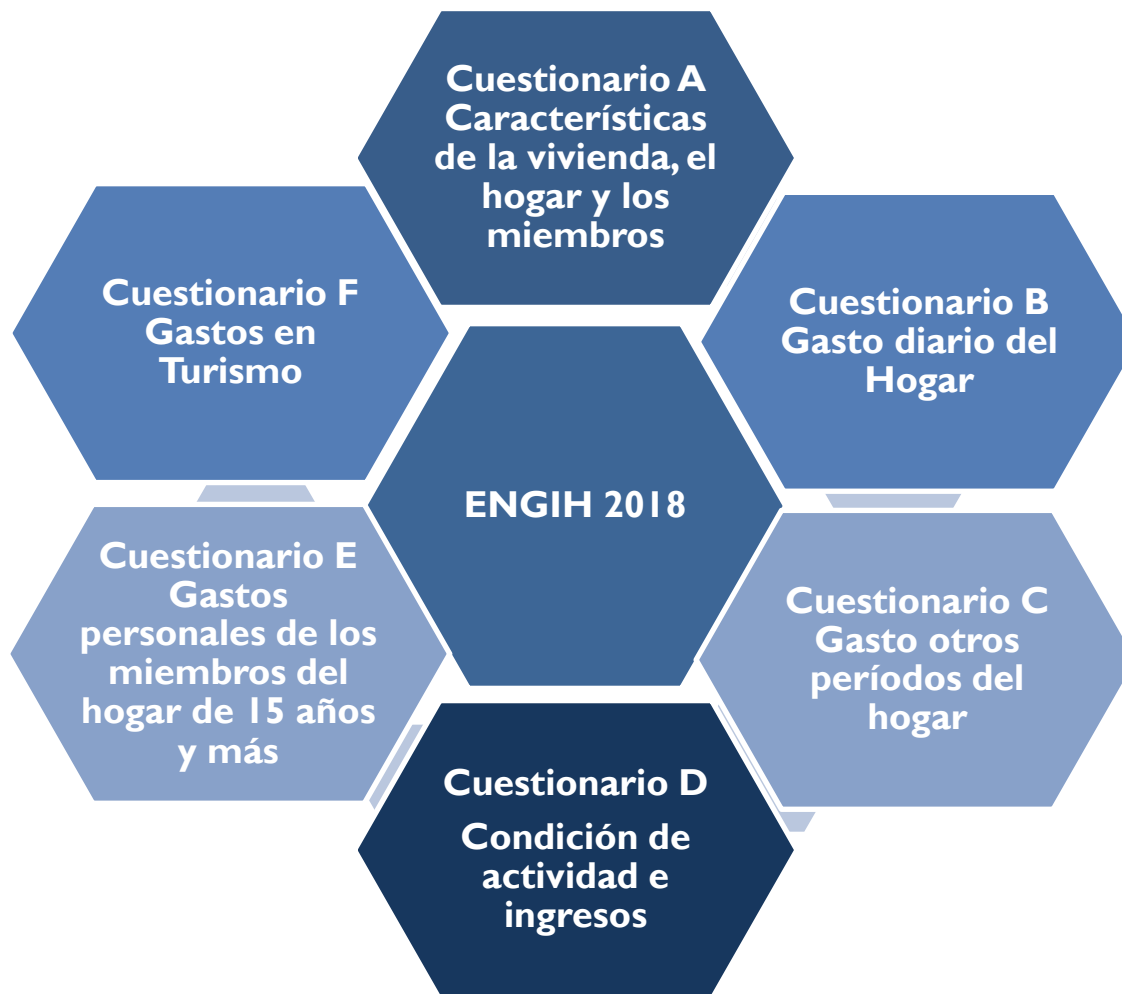 Cuestionario A
Características
de la vivienda, el
hogar y los
miembros
Cuestionario B
Gasto diario del
Hogar
Cuestionario C
Gasto otros
períodos del
hogar
Cuestionario D
Condición de
actividad e
ingresos
Cuestionario E
Gastos
personales de los
miembros del
hogar de 15 años
y más
Cuestionario F
Gastos en
Turismo
ENGIH 2018